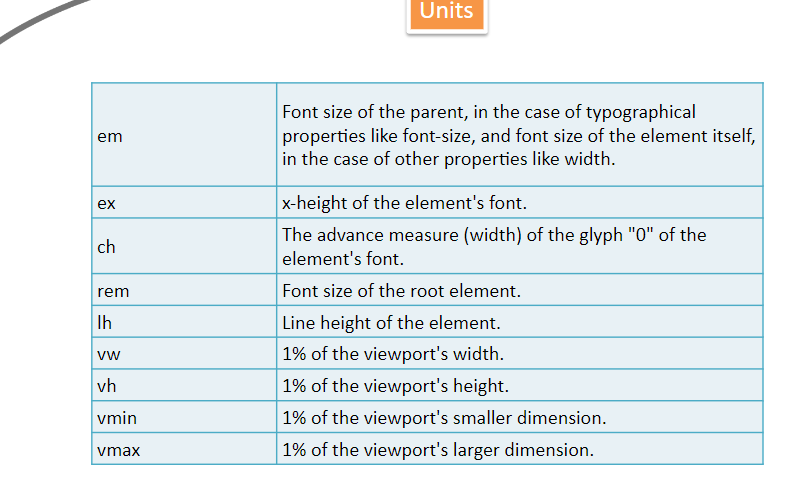 Units
em
Font size of the parent, in the case of typographical
properties like font-size, and font size of the element itself,
in the case of other properties like width.
ex
x-height of the element's font.
ch
The advance measure (width) of the glyph "0" of the
element's font.
rem
Font size of the root element.
lh
Line height of the element.
vw
1% of the viewport's width.
vh
1% of the viewport's height.
vmin
1% of the viewport's smaller dimension.
vmax
1% of the viewport's larger dimension.